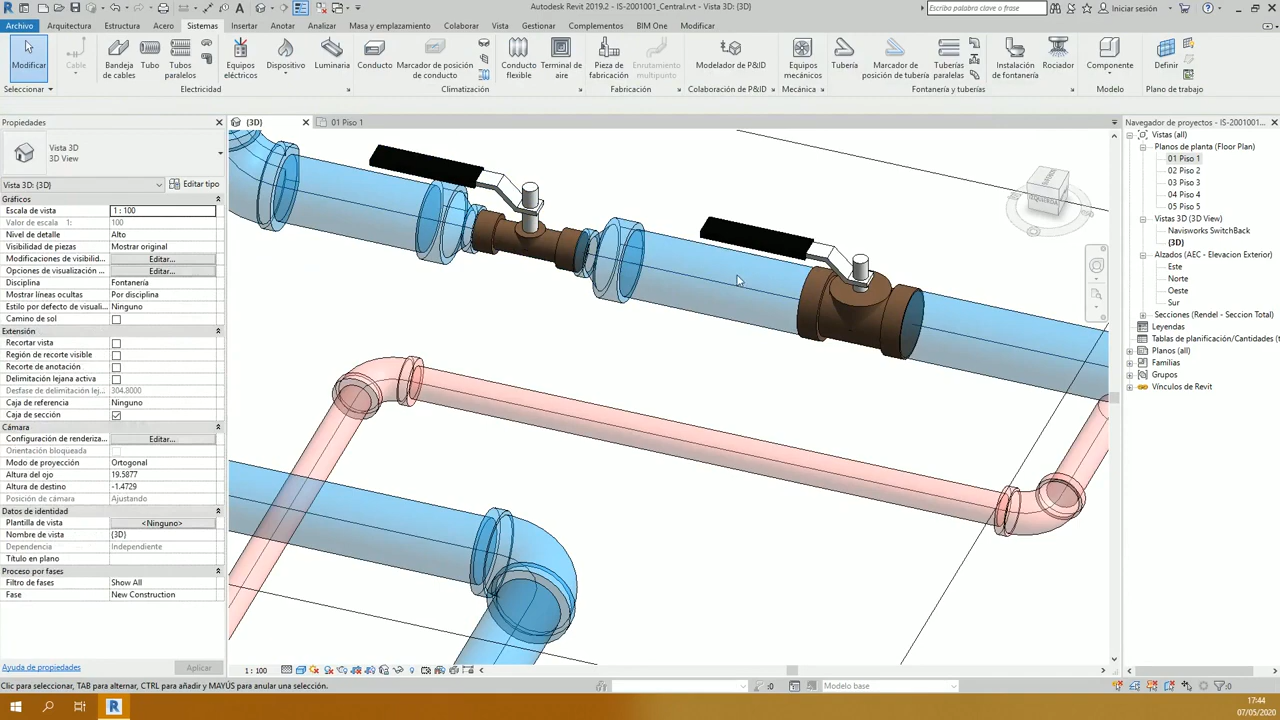 Autodesk Revit 2019.2 - IS-2001001_Central.rvt - Vista 3D: {3D}
Escriba palabra clave o frase
Iniciar sesión
Archivo Arquitectura Estructura Acero Sistemas Insertar Anotar Analizar Masa y emplazamiento Colaborar Vista Gestionar Complementos BIM One Modificar
Modificar
Cable
Bandeja de cables
Tubo
Tubos paralelos
Equipos eléctricos
Dispositivo
Luminaria
Conducto
Marcador de posición de conducto
Conducto flexible
Terminal de aire
Pieza de fabricación
Enrutamiento multipunto
Modelador de P&ID
Equipos mecánicos
Tubería
Marcador de posición de tubería
Tuberías paralelas
Instalación de fontanería
Rociador
Componente
Definir
Seleccionar
Electricidad
Climatización
Fabricación
Colaboración de P&ID
Mecánica
Fontanería y tuberías
Modelo
Plano de trabajo
Propiedades
{3D}
01 Piso 1
Navegador de proyectos - IS-2001001...
Vista 3D
3D View
Vista 3D: {3D}
Editar tipo
Gráficos
Escala de vista 1 : 100
Valor de escala 1: 100
Nivel de detalle Alto
Visibilidad de piezas Mostrar original
Modificaciones de visibilid... Editar...
Opciones de visualización ... Editar...
Disciplina Fontanería
Mostrar líneas ocultas Por disciplina
Estilo por defecto de visuali... Ninguno
Camino de sol
Extensión
Recortar vista
Región de recorte visible
Recorte de anotación
Delimitación lejana activa
Desfase de delimitación lej... 304.8000
Caja de referencia Ninguno
Caja de sección
Cámara
Configuración de renderiza... Editar...
Orientación bloqueada
Modo de proyección Ortogonal
Altura del ojo 19.5877
Altura de destino -1.4729
Posición de cámara Ajustando
Datos de identidad
Plantilla de vista <Ninguno>
Nombre de vista {3D}
Dependencia Independiente
Título en plano
Proceso por fases
Filtro de fases Show All
Fase New Construction
Ayuda de propiedades
Aplicar
Vistas (all)
Planos de planta (Floor Plan)
01 Piso 1
02 Piso 2
03 Piso 3
04 Piso 4
05 Piso 5
Vistas 3D (3D View)
Navisworks SwitchBack
{3D}
Alzados (AEC - Elevacion Exterior)
Este
Norte
Oeste
Sur
Secciones (Rendel - Seccion Total)
Leyendas
Tablas de planificación/Cantidades (t
Planos (all)
Familias
Grupos
Vínculos de Revit
1 : 100
Clic para seleccionar, TAB para alternar, CTRL para añadir y MAYÚS para anular una selección.
:0
Modelo base
:0
17:44
07/05/2020